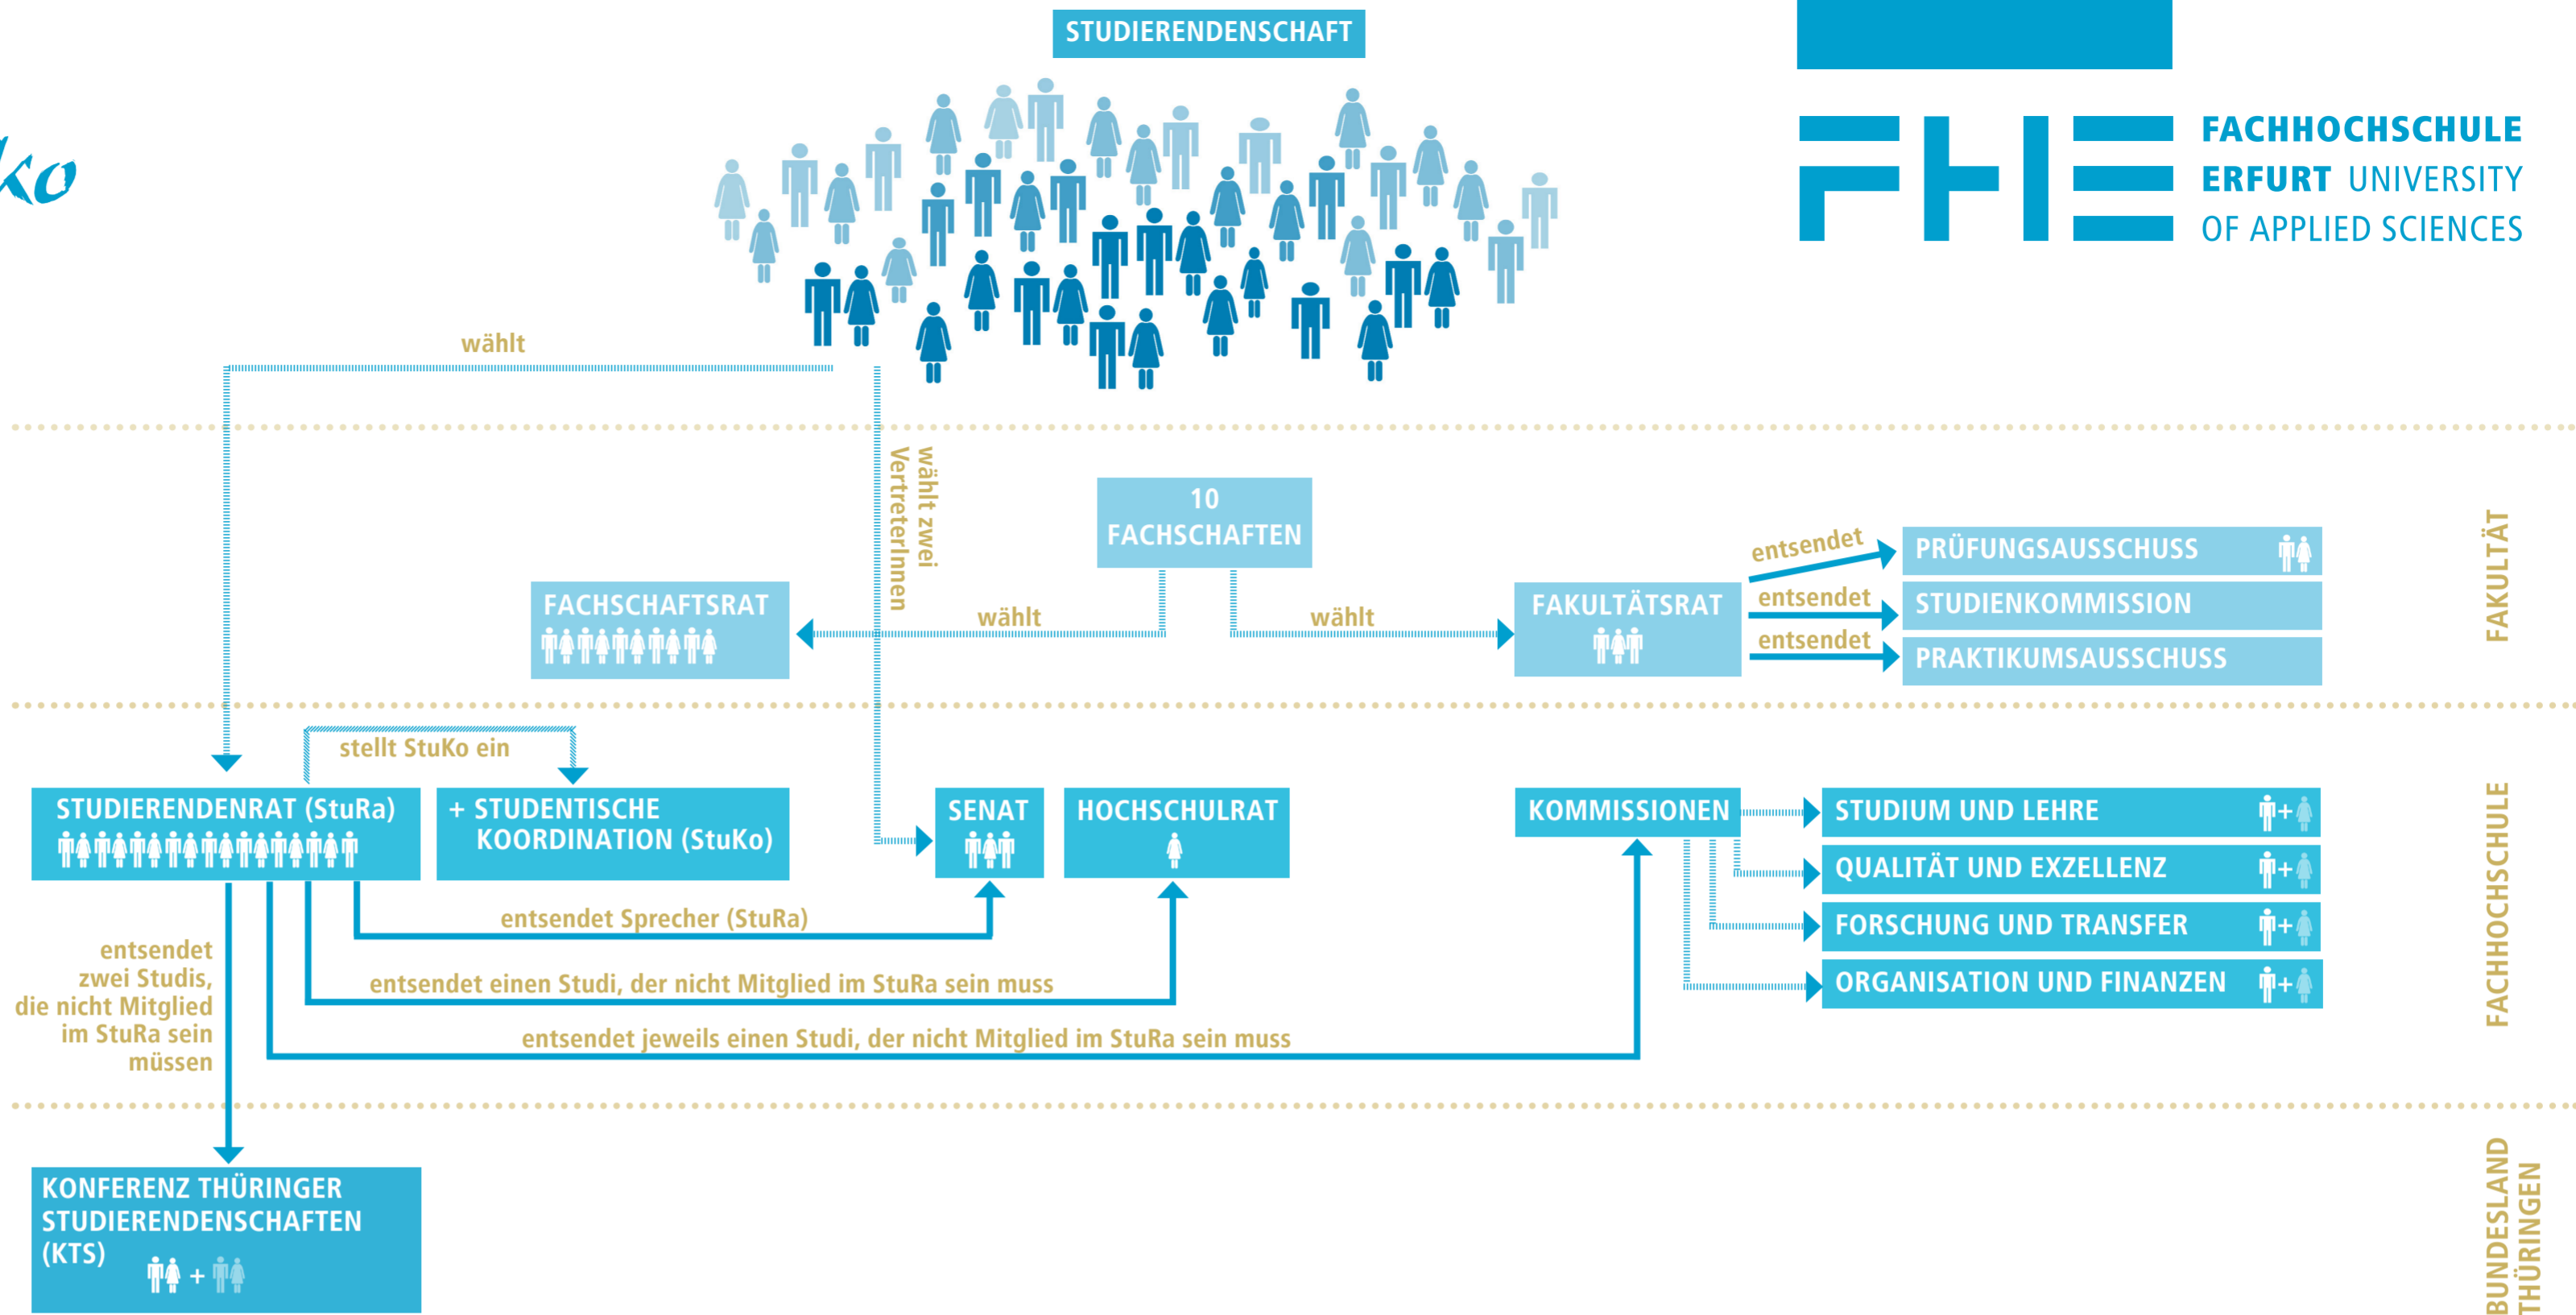 STUDIERENDENSCHAFT
ko
FACHHOCHSCHULE
ERFURT UNIVERSITY
OF APPLIED SCIENCES
wählt
wählt zwei
VertreterInnen
10
FACHSCHAFTEN
FACHSCHAFTSRAT
wählt
wählt
FAKULTÄTSRAT
entsendet
entsendet
entsendet
PRÜFUNGSAUSSCHUSS
STUDIENKOMMISSION
PRAKTIKUMSAUSSCHUSS
FAKULTÄT
stellt StuKo ein
STUDIERENDENRAT (StuRa)
+ STUDENTISCHE
KOORDINATION (StuKo)
SENAT
HOCHSCHULRAT
KOMMISSIONEN
STUDIUM UND LEHRE
+
QUALITÄT UND EXZELLENZ
+
FORSCHUNG UND TRANSFER
+
ORGANISATION UND FINANZEN
+
FACHHOCHSCHULE
entsendet Sprecher (StuRa)
entsendet einen Studi, der nicht Mitglied im StuRa sein muss
entsendet jeweils einen Studi, der nicht Mitglied im StuRa sein muss
entsendet
zwei Studis,
die nicht Mitglied
im StuRa sein
müssen
KONFERENZ THÜRINGER
STUDIERENDENSCHAFTEN
(KTS)
+
BUNDESLAND
THÜRINGEN